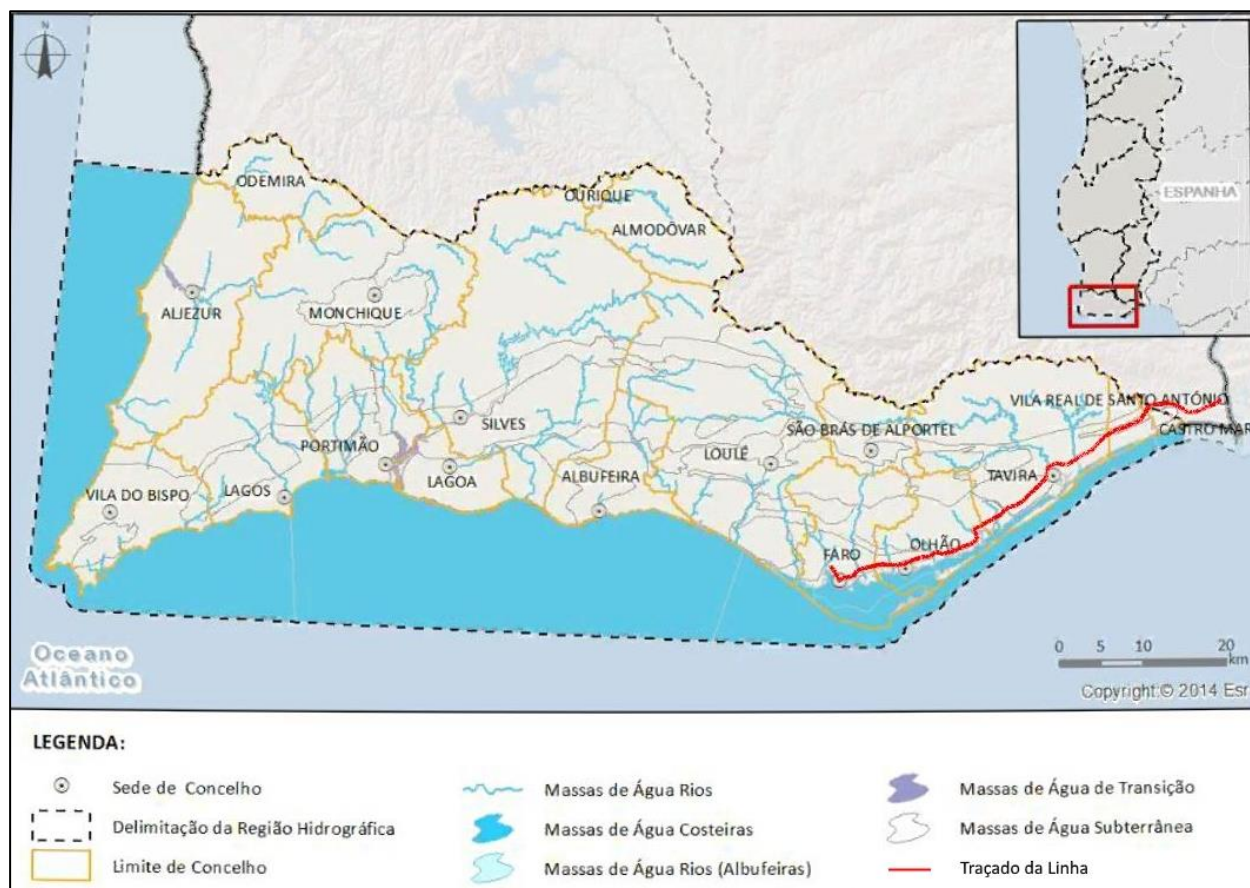 N
ESPANHA
ODEMIRA
OURIQUE
ALMODÔVAR
ALJEZUR
MONCHIQUE
VILA REAL DE SANTO ANTÓNIO
CASTRO MAR
SILVES
SÃO BRÁS DE ALPORTEL
PORTIMÃO
LOULÉ
TAVIRA
LAGOA
ALBUFEIRA
VILA DO BISPO
LAGOS
FARO
OLHÃO
0 5 10 20
km
Oceano
Atlântico
Copyright:© 2014 Esr
LEGENDA:
Sede de Concelho
Delimitação da Região Hidrográfica
Limite de Concelho
Massas de Água Rios
Massas de Água Costeiras
Massas de Água Rios (Albufeiras)
Massas de Água de Transição
Massas de Água Subterrânea
Traçado da Linha